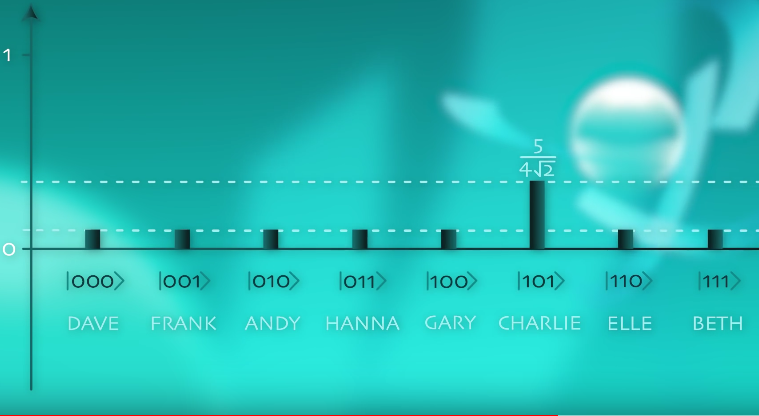 1
5
4√2
0
|000⟩ |001⟩ |010⟩ |011⟩ |100⟩ |101⟩ |110⟩ |111⟩
DAVE FRANK ANDY HANNA GARY CHARLIE ELLE BETH